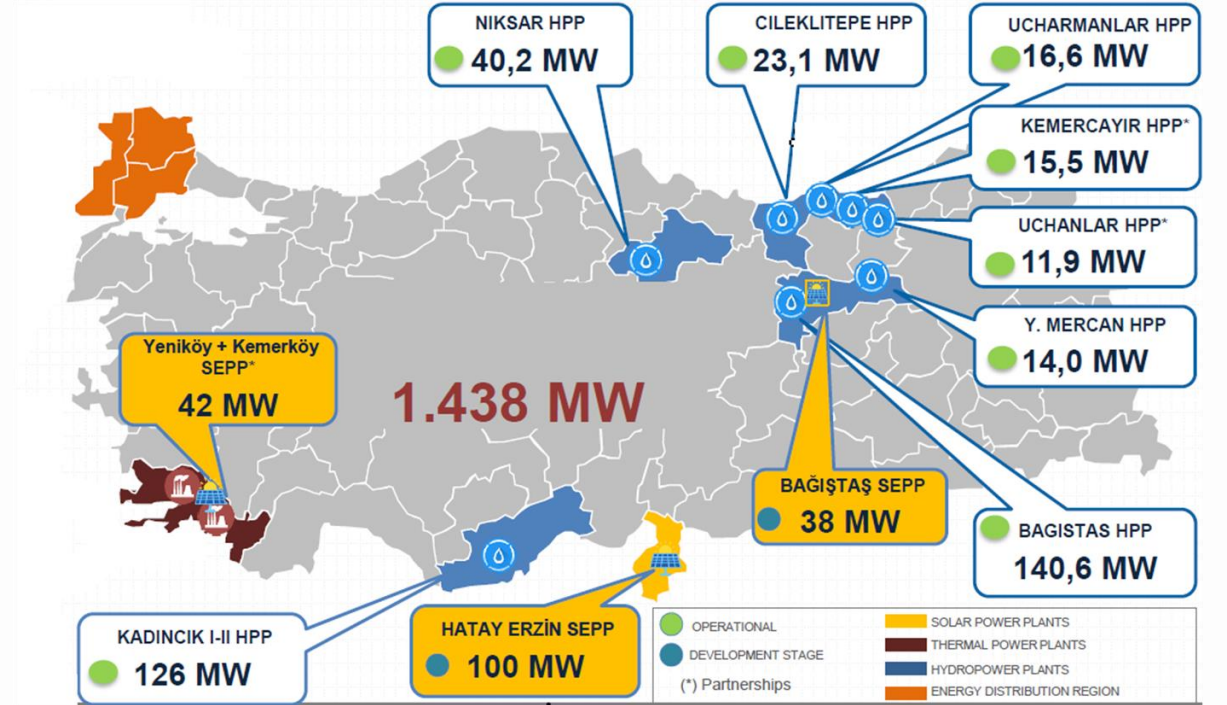 NIKSAR HPP
40,2 MW
CILEKLITEPE HPP
23,1 MW
UCHARMANLAR HPP
16,6 MW
KEMERCAYIR HPP*
15,5 MW
UCHANLAR HPP*
11,9 MW
Y. MERCAN HPP
14,0 MW
Yeniköy + Kemerköy
SEPP*
42 MW
1.438 MW
BAĞIŞTAŞ SEPP
38 MW
BAGISTAS HPP
140,6 MW
KADINCIK I-II HPP
126 MW
HATAY ERZİN SEPP
100 MW
OPERATIONAL
DEVELOPMENT STAGE
(*) Partnerships
SOLAR POWER PLANTS
THERMAL POWER PLANTS
HYDROPOWER PLANTS
ENERGY DISTRIBUTION REGION